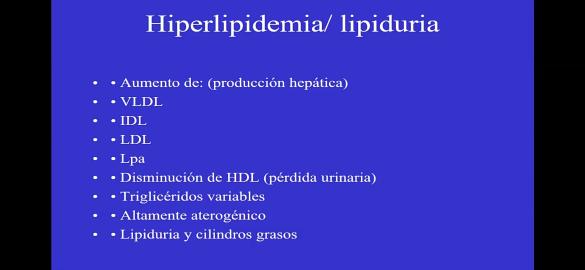 Hiperlipidemia/ lipiduria
• • Aumento de: (producción hepática)
• • VLDL
• • IDL
• • LDL
• • Lpa
• • Disminución de HDL (pérdida urinaria)
• • Triglicéridos variables
• • Altamente aterogénico
• • Lipiduria y cilindros grasos